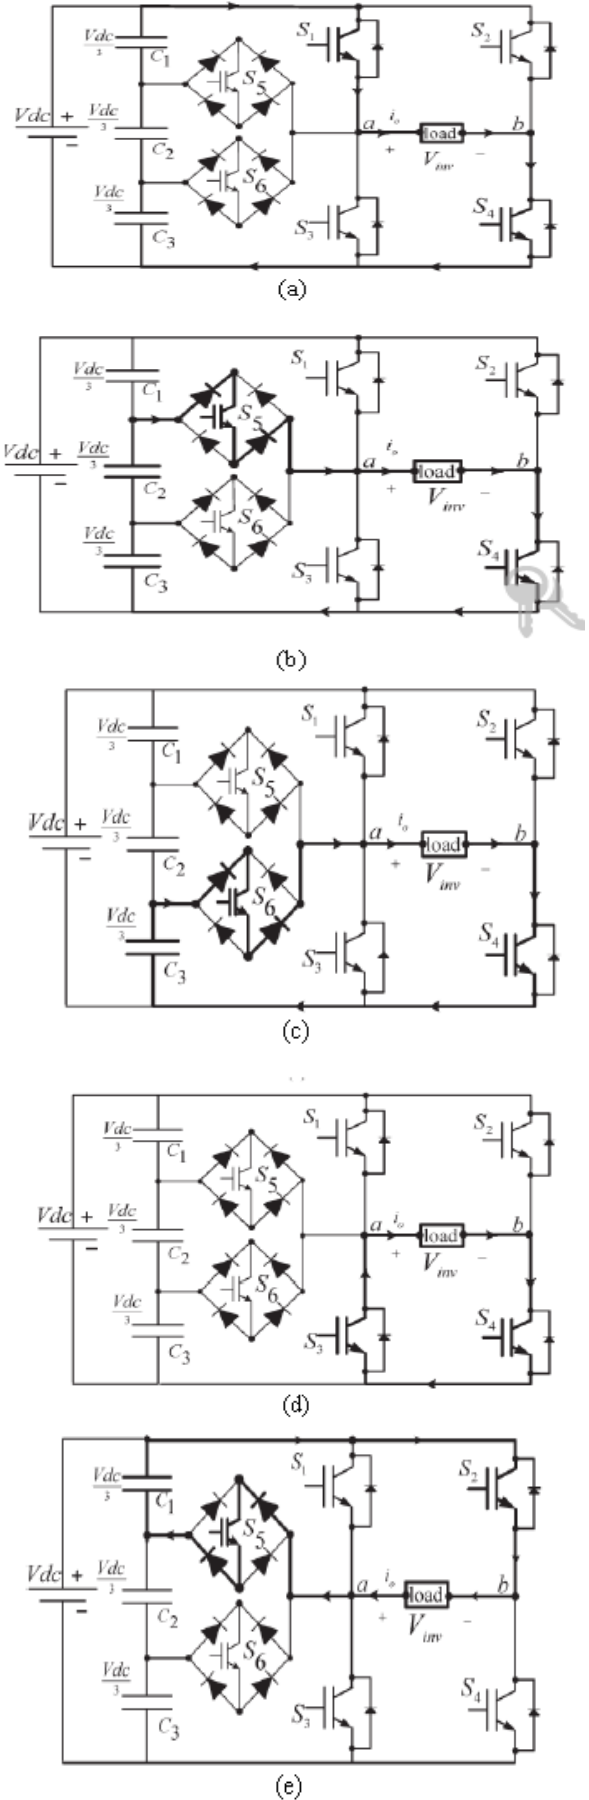 Vdc/3 C1 S1 S2
S5
Vdc + Vdc/3 a io load b
− C2 + Vinv −
S6
Vdc/3 S3 S4
C3
(a)
Vdc/3 C1 S1 S2
S5
Vdc + Vdc/3 a io load b
− C2 + Vinv −
S6
Vdc/3 S3 S4
C3
(b)
S1 S2
Vdc/3 C1
S5
Vdc + Vdc/3 a io load b
− C2 + Vinv −
S6
Vdc/3 S3 S4
C3
(c)
S1 S2
Vdc/3 C1
S5
Vdc + Vdc/3 a io load b
− C2 + Vinv −
S6
Vdc/3 S3 S4
C3
(d)
S1 S2
Vdc/3 C1
S5
Vdc + Vdc/3 a io load b
− C2 + Vinv −
S6
Vdc/3 S3 S4
C3
(e)